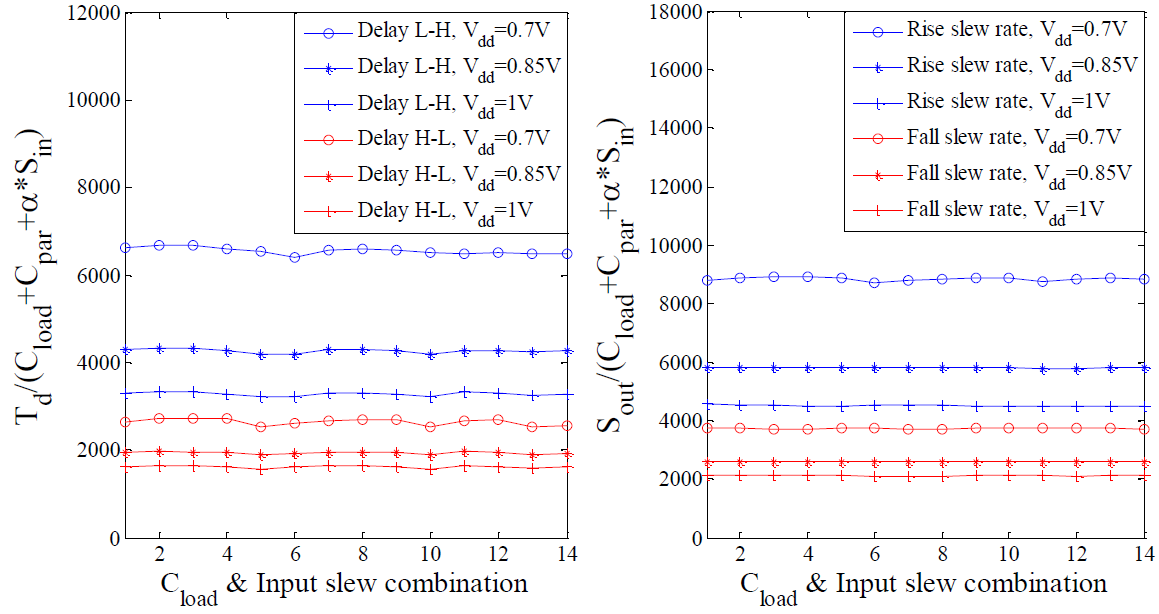 12000
10000
8000
6000
4000
2000
0
2 4 6 8 10 12 14
T_d/(C_load+C_par+α*S_in)
C_load & Input slew combination
Delay L-H, V_dd=0.7V
Delay L-H, V_dd=0.85V
Delay L-H, V_dd=1V
Delay H-L, V_dd=0.7V
Delay H-L, V_dd=0.85V
Delay H-L, V_dd=1V
18000
16000
14000
12000
10000
8000
6000
4000
2000
0
2 4 6 8 10 12 14
S_out/(C_load+C_par+α*S_in)
C_load & Input slew combination
Rise slew rate, V_dd=0.7V
Rise slew rate, V_dd=0.85V
Rise slew rate, V_dd=1V
Fall slew rate, V_dd=0.7V
Fall slew rate, V_dd=0.85V
Fall slew rate, V_dd=1V